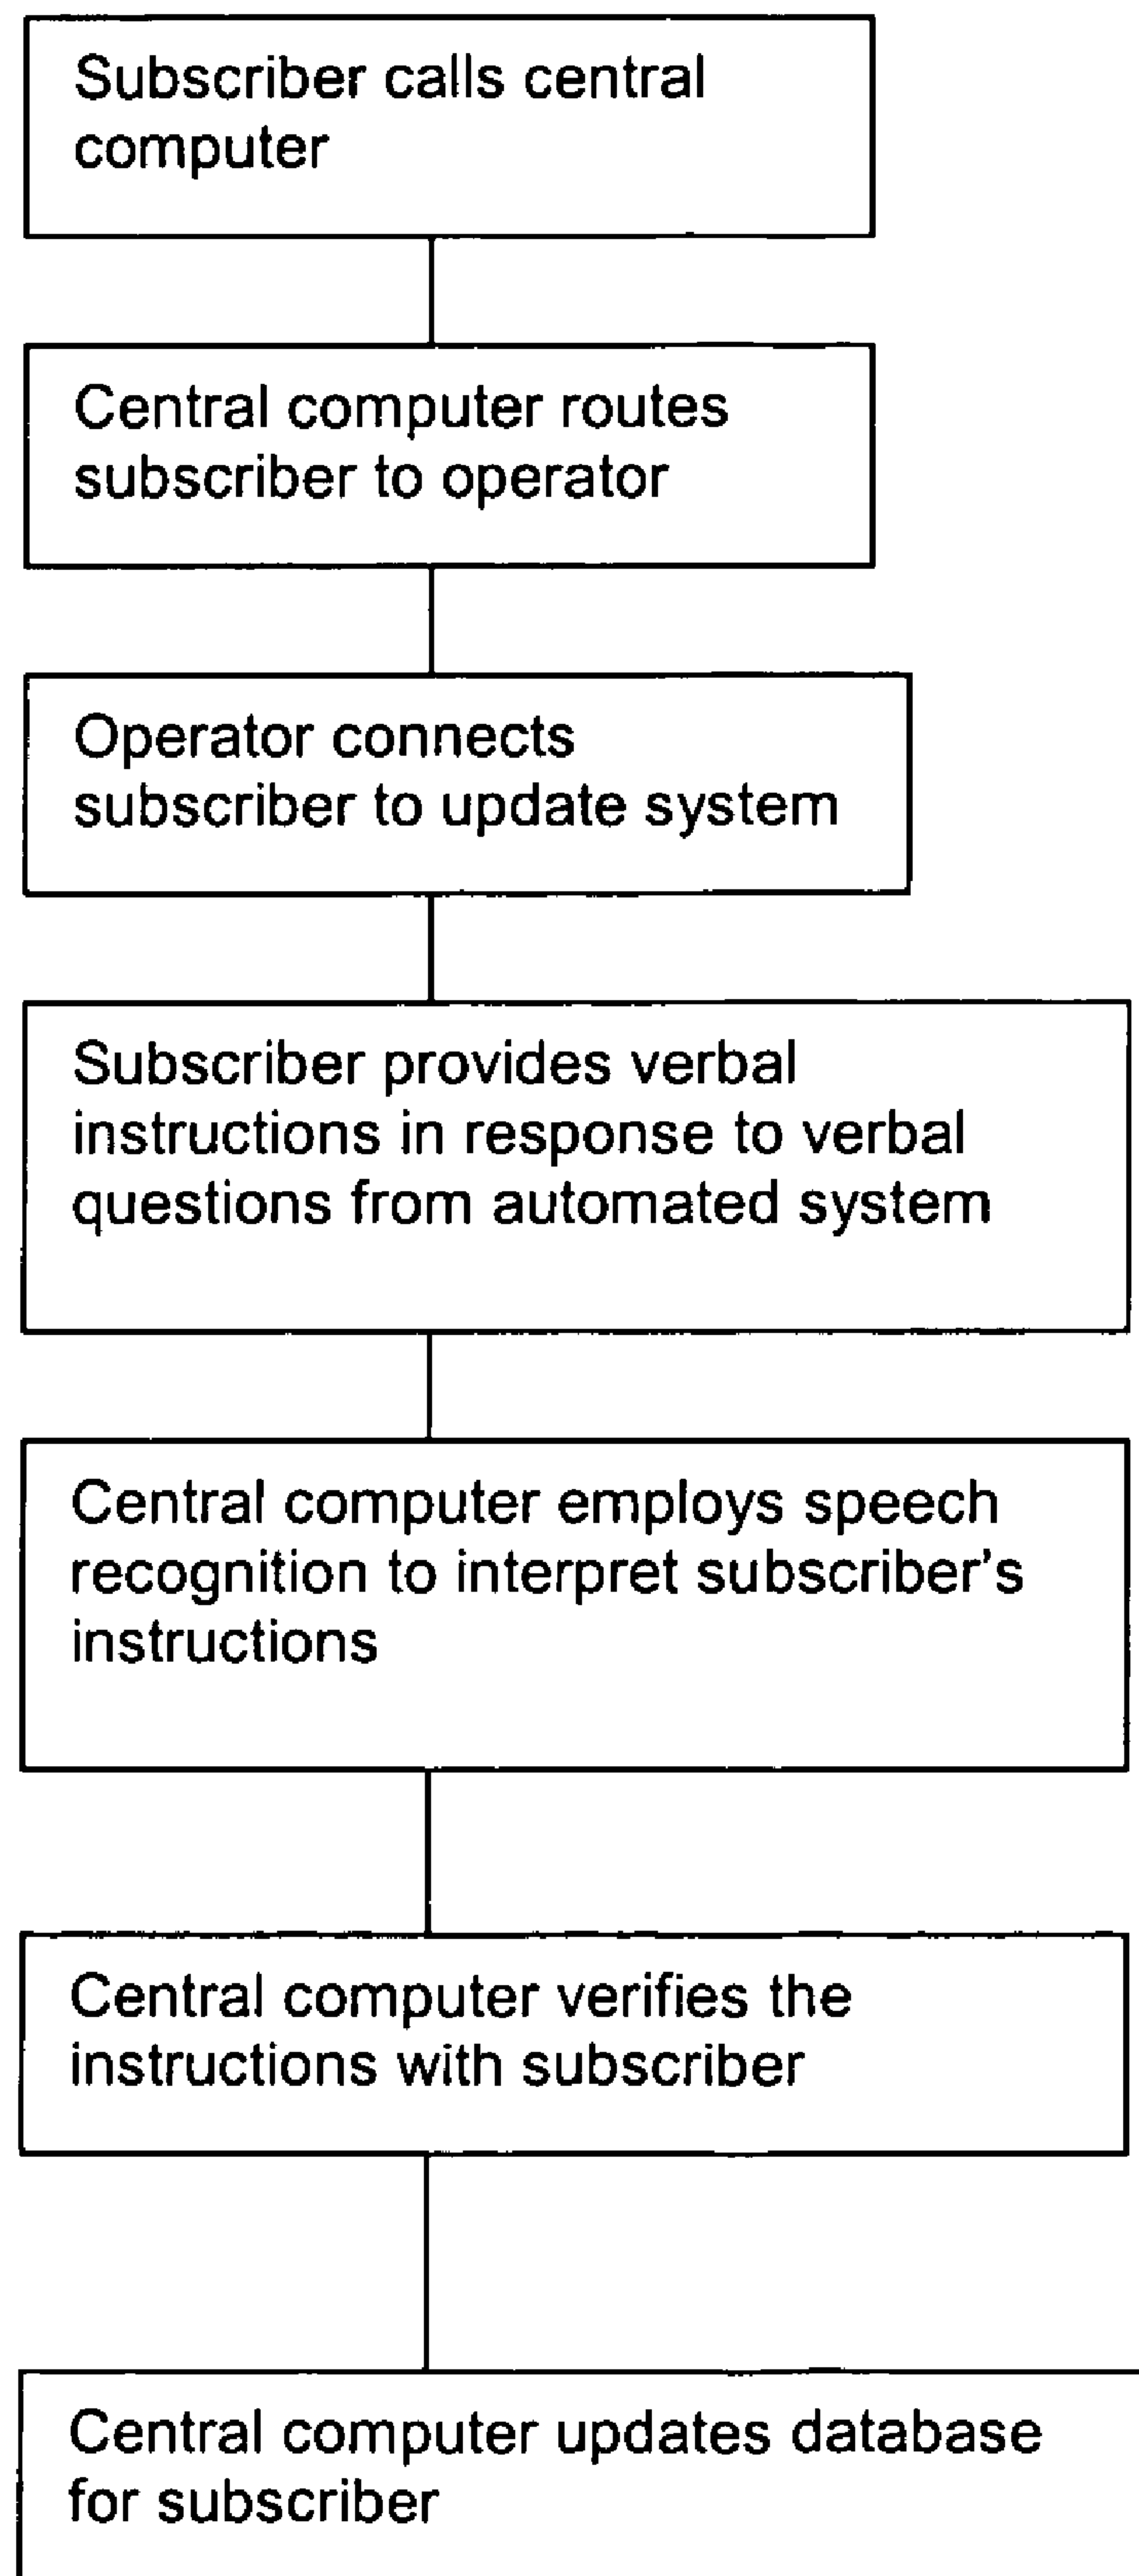 Subscriber calls central
computer
Central computer routes
subscriber to operator
Operator connects
subscriber to update system
Subscriber provides verbal
instructions in response to verbal
questions from automated system
Central computer employs speech
recognition to interpret subscriber's
instructions
Central computer verifies the
instructions with subscriber
Central computer updates database
for subscriber